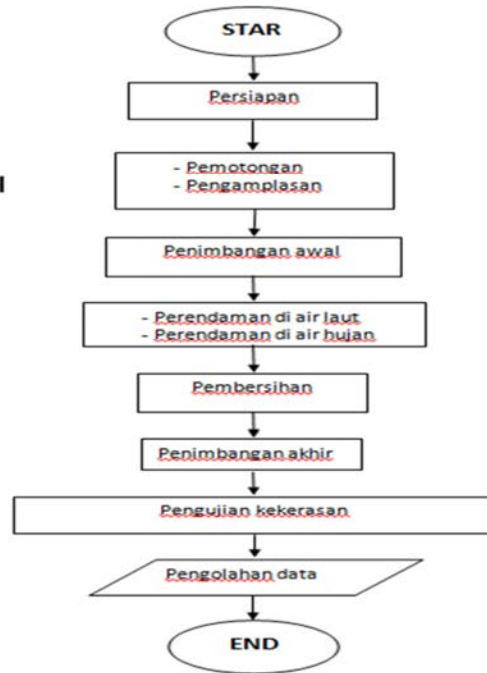 STAR
Persiapan
- Pemotongan
- Pengamplasan
Penimbangan awal
- Perendaman di air laut
- Perendaman di air hujan
Pembersihan
Penimbangan akhir
Pengujian kekerasan
Pengolahan data
END